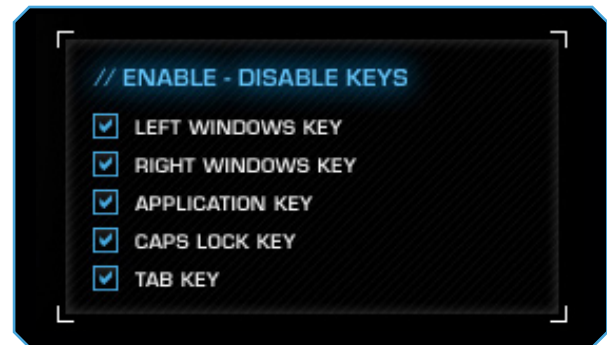 // ENABLE - DISABLE KEYS
LEFT WINDOWS KEY
RIGHT WINDOWS KEY
APPLICATION KEY
CAPS LOCK KEY
TAB KEY